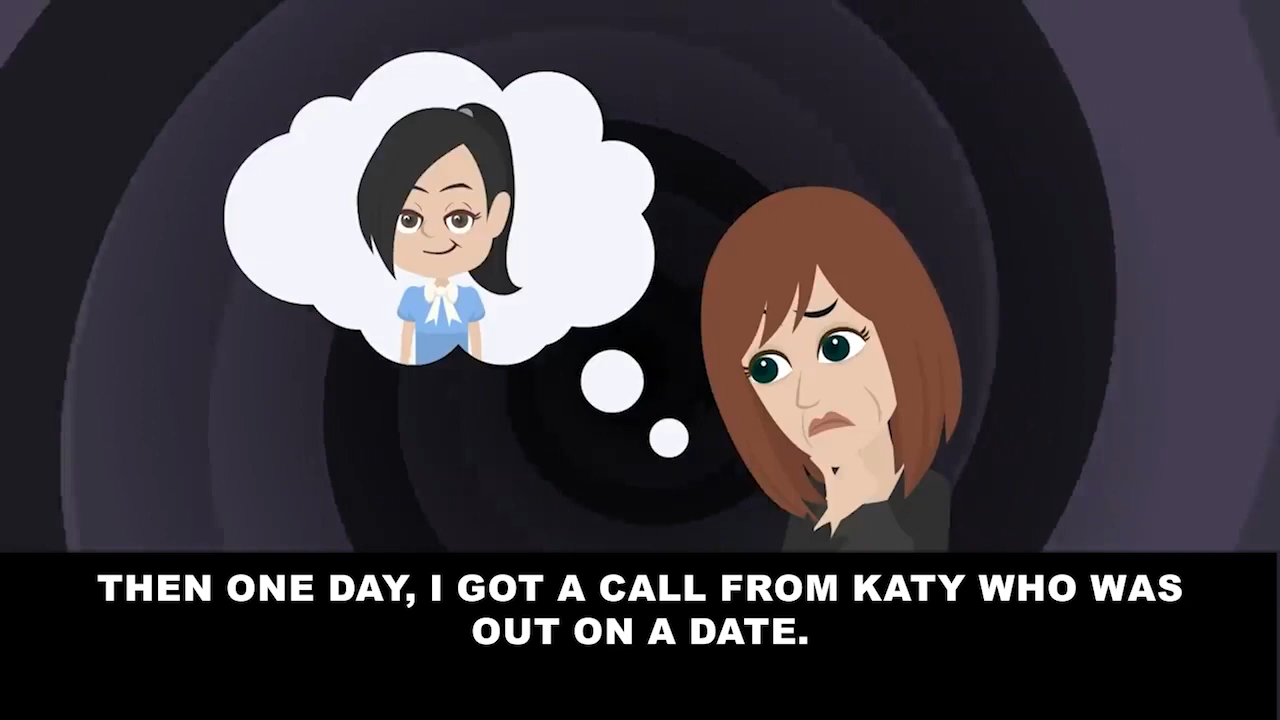 THEN ONE DAY, I GOT A CALL FROM KATY WHO WAS
OUT ON A DATE.